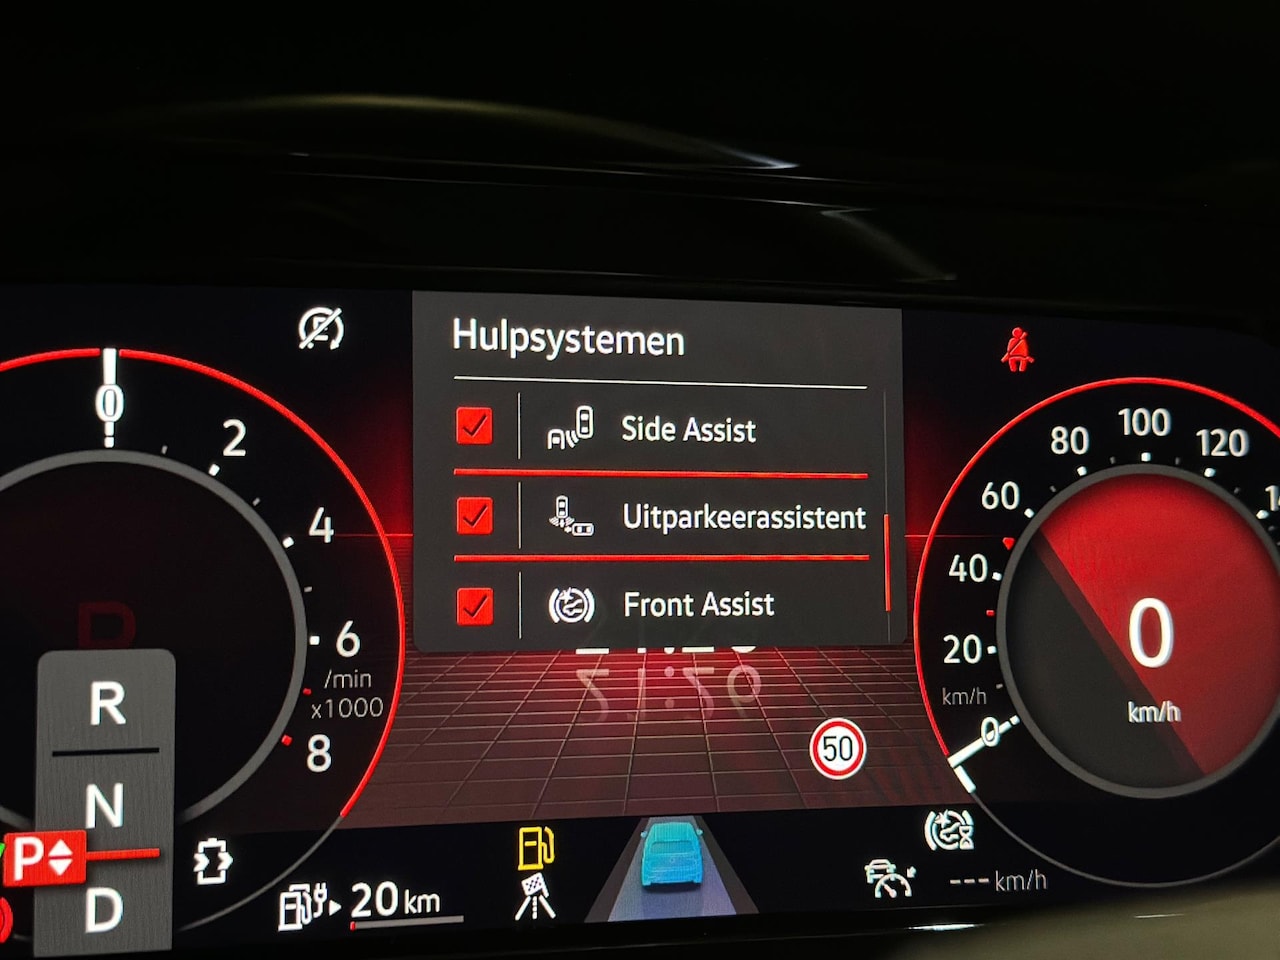 Hulpsystemen
Side Assist
Uitparkeerassistent
Front Assist
0
2
4
6
8
/min
x1000
R
N
P
D
20 km
50
0
20
40
60
80
100
120
km/h
0
km/h
--- km/h